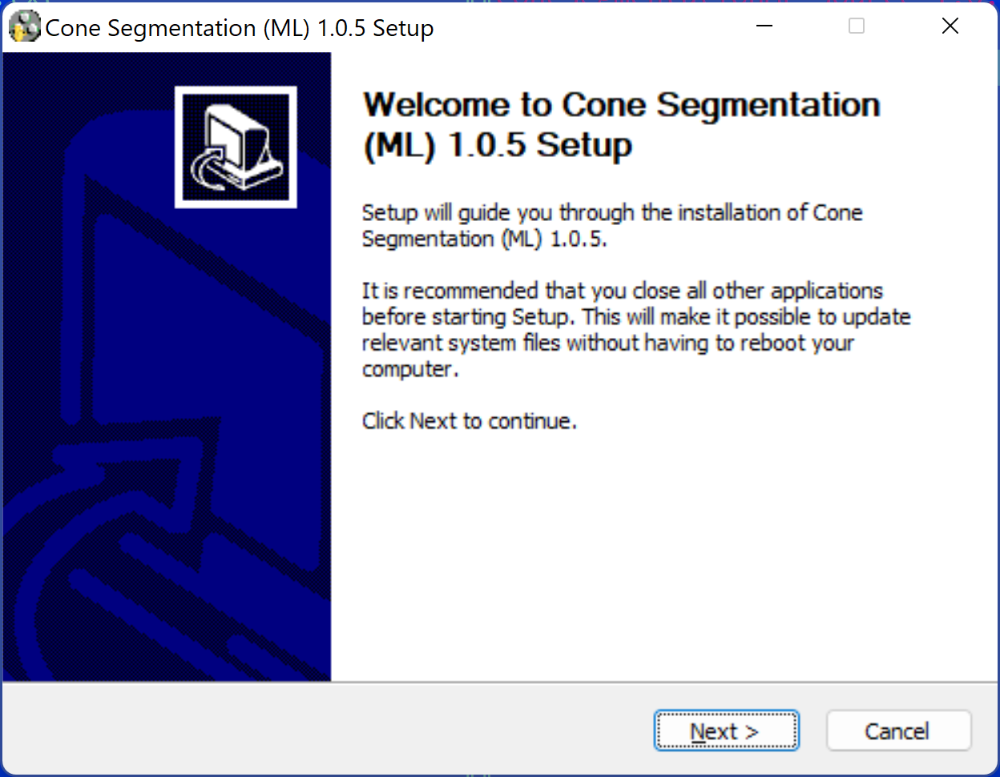 Cone Segmentation (ML) 1.0.5 Setup
Welcome to Cone Segmentation
(ML) 1.0.5 Setup
Setup will guide you through the installation of Cone
Segmentation (ML) 1.0.5.
It is recommended that you close all other applications
before starting Setup. This will make it possible to update
relevant system files without having to reboot your
computer.
Click Next to continue.
Next >
Cancel